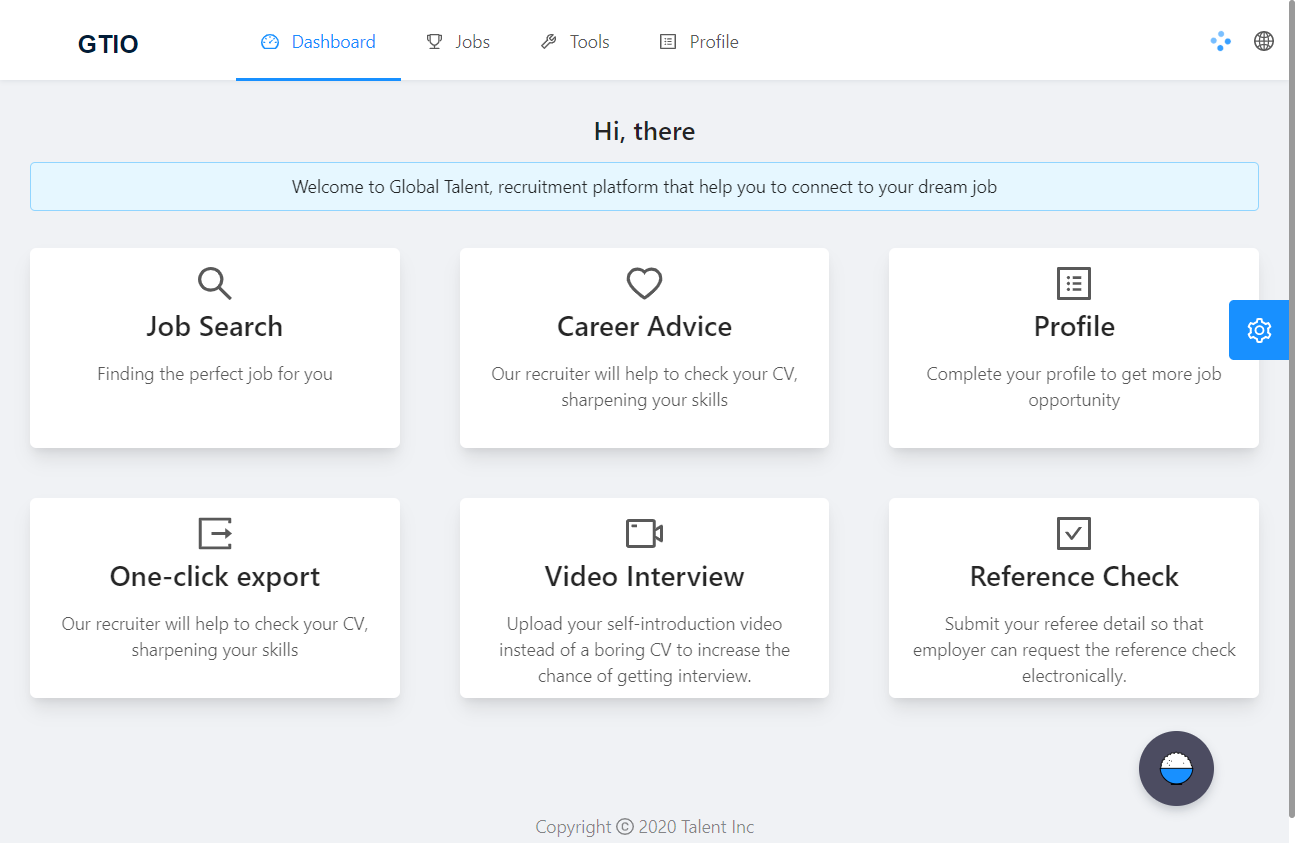 GTIO
Dashboard
Jobs
Tools
Profile
Hi, there
Welcome to Global Talent, recruitment platform that help you to connect to your dream job
Job Search
Finding the perfect job for you
Career Advice
Our recruiter will help to check your CV,
sharpening your skills
Profile
Complete your profile to get more job
opportunity
One-click export
Our recruiter will help to check your CV,
sharpening your skills
Video Interview
Upload your self-introduction video
instead of a boring CV to increase the
chance of getting interview.
Reference Check
Submit your referee detail so that
employer can request the reference check
electronically.
Copyright © 2020 Talent Inc